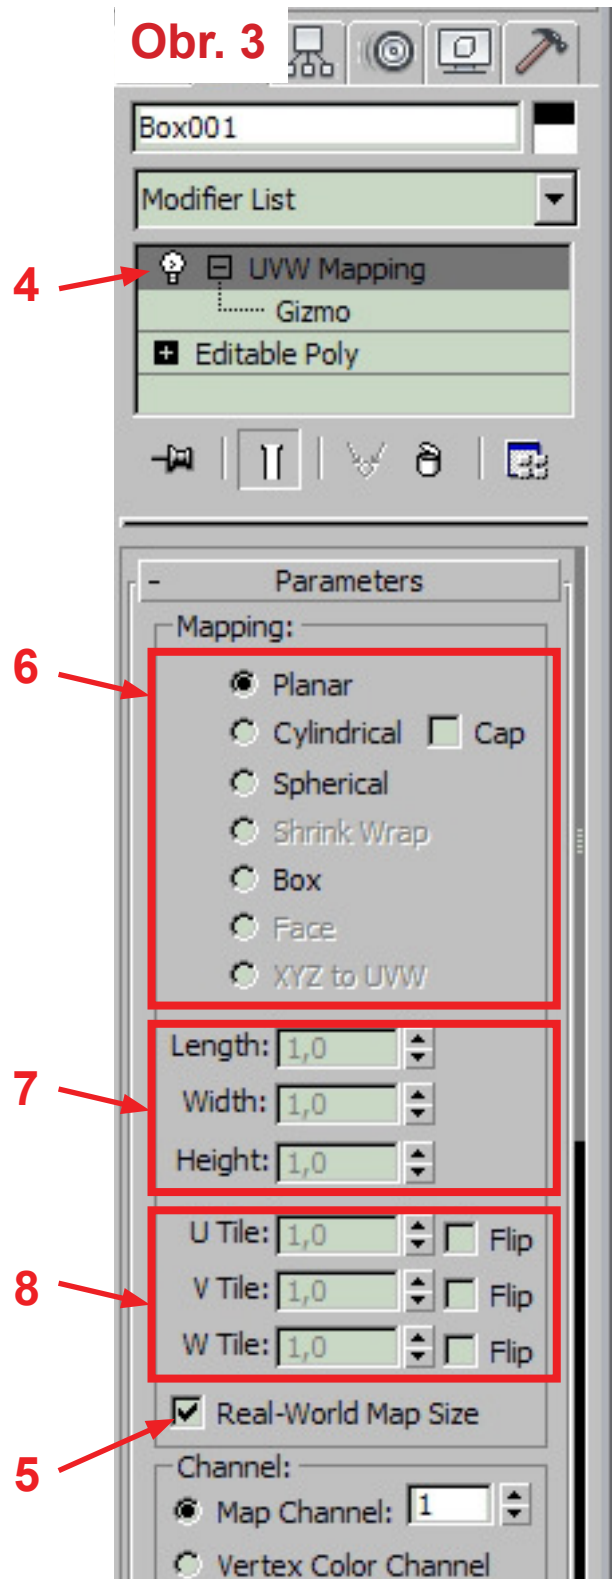 Obr. 3
Box001
Modifier List
4
UVW Mapping
Gizmo
Editable Poly
- Parameters
Mapping:
6
Planar
Cylindrical Cap
Spherical
Shrink Wrap
Box
Face
XYZ to UVW
7
Length: 1,0
Width: 1,0
Height: 1,0
8
U Tile: 1,0 Flip
V Tile: 1,0 Flip
W Tile: 1,0 Flip
Real-World Map Size
5
Channel:
Map Channel: 1
Vertex Color Channel